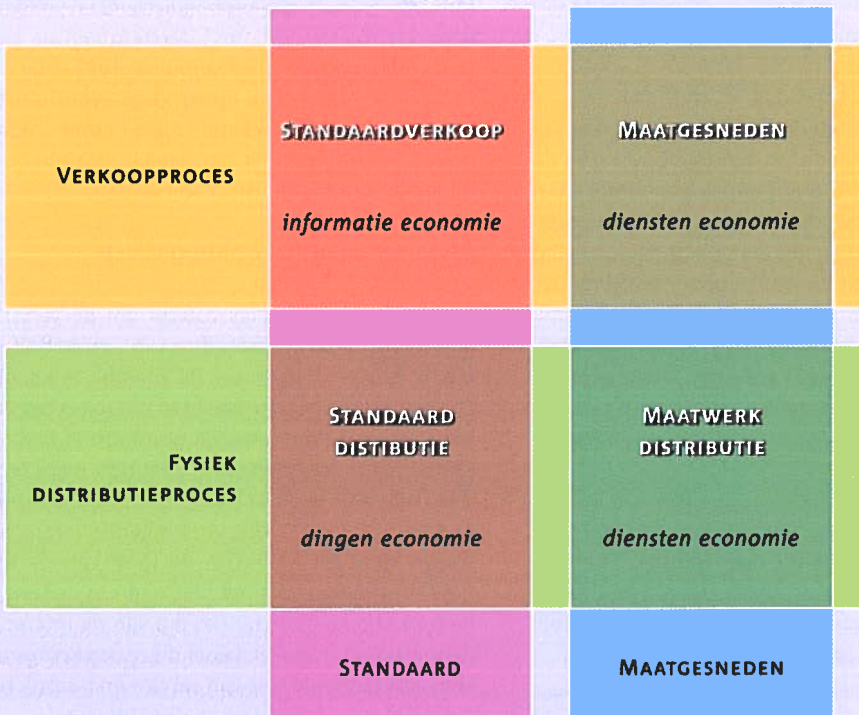 VERKOOPPROCES
STANDAARDVERKOOP
informatie economie
MAATGESNEDEN
diensten economie
FYSIEK
DISTRIBUTIEPROCES
STANDAARD
DISTIBUTIE
dingen economie
MAATWERK
DISTRIBUTIE
diensten economie
STANDAARD
MAATGESNEDEN